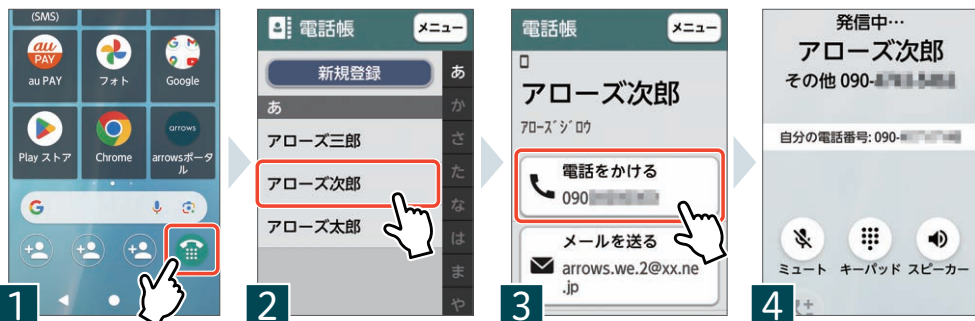 (SMS)
au
PAY
au PAY
フォト
G M
Google
Play ストア
Chrome
arrows
arrowsポータ
ル
G
1
電話帳
メニュー
新規登録
あ
あ
か
アローズ三郎
さ
アローズ次郎
た
な
アローズ太郎
は
ま
や
2
電話帳
メニュー
アローズ次郎
ｱﾛｰｽﾞｼﾞﾛｳ
電話をかける
090
メールを送る
arrows.we.2@xx.ne
.jp
3
発信中…
アローズ次郎
その他 090-
自分の電話番号: 090-
ミュート キーパッド スピーカー
4